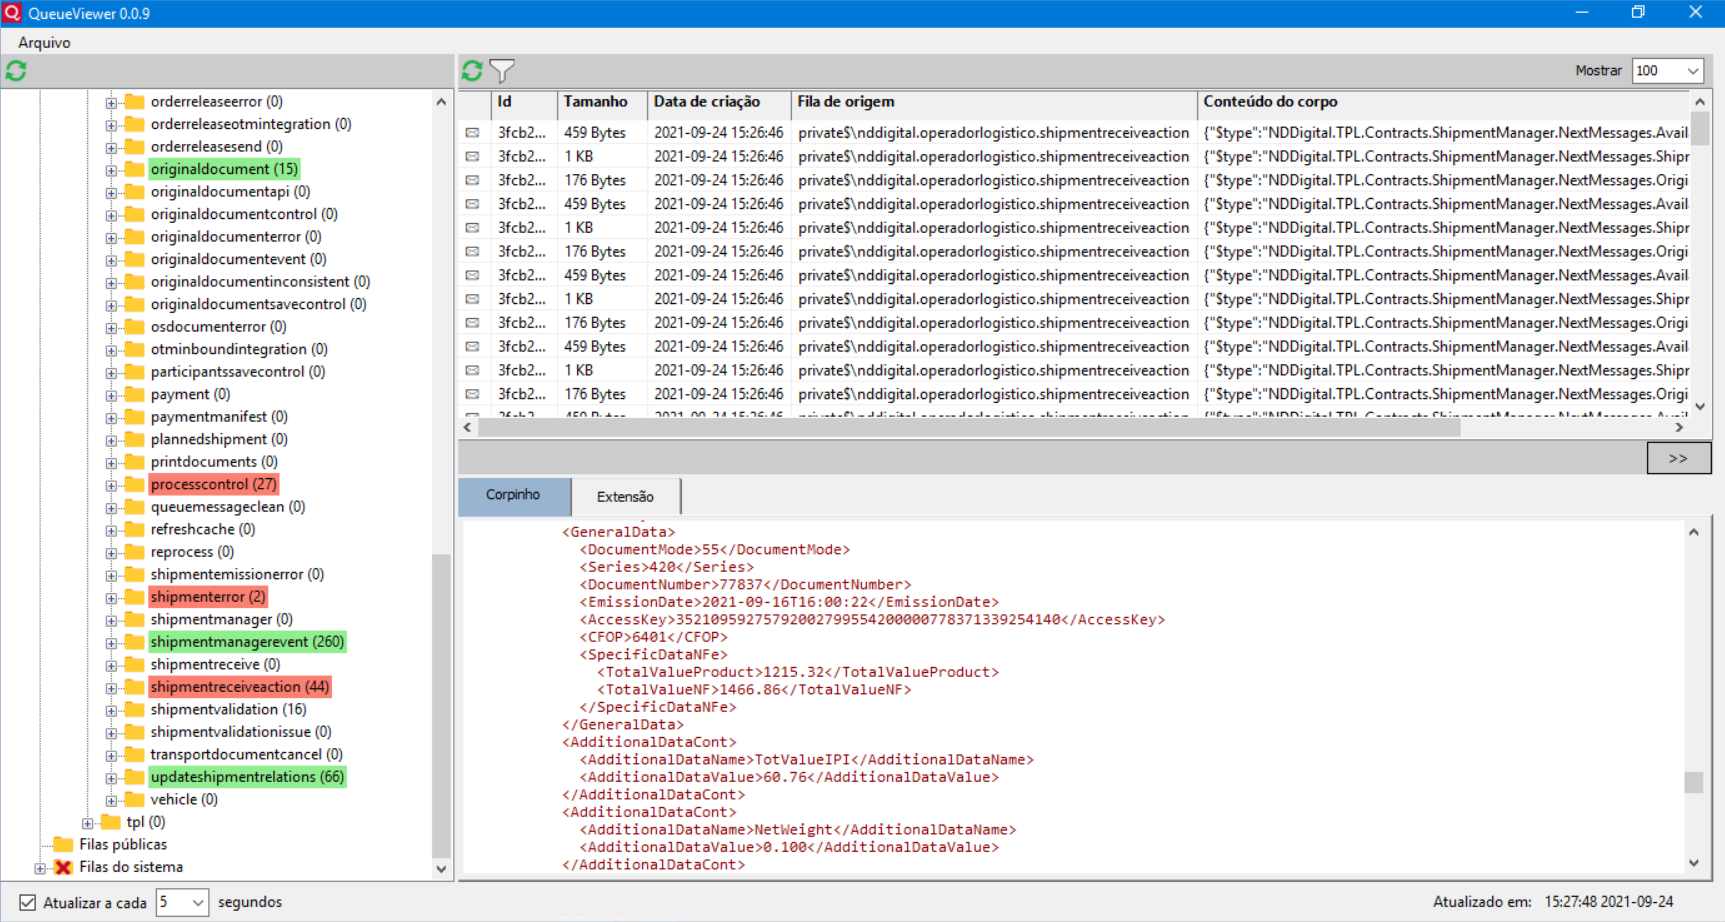 QueueViewer 0.0.9
Arquivo
orderreleaseerror (0)
orderreleaseotmintegration (0)
orderreleasesend (0)
originaldocument (15)
originaldocumentapi (0)
originaldocumentcontrol (0)
originaldocumenterror (0)
originaldocumentevent (0)
originaldocumentinconsistent (0)
originaldocumentsavecontrol (0)
osdocumenterror (0)
otminboundintegration (0)
participantssavecontrol (0)
payment (0)
paymentmanifest (0)
plannedshipment (0)
printdocuments (0)
processcontrol (27)
queuemessageclean (0)
refreshcache (0)
reprocess (0)
shipmentemissionerror (0)
shipmenterror (2)
shipmentmanager (0)
shipmentmanagerevent (260)
shipmentreceive (0)
shipmentreceiveaction (44)
shipmentvalidation (16)
shipmentvalidationissue (0)
transportdocumentcancel (0)
updateshipmentrelations (66)
vehicle (0)
tpl (0)
Filas públicas
Filas do sistema
Mostrar 100
Id Tamanho Data de criação Fila de origem Conteúdo do corpo
3fcb2... 459 Bytes 2021-09-24 15:26:46 private$\nddigital.operadorlogistico.shipmentreceiveaction {"$type":"NDDigital.TPL.Contracts.ShipmentManager.NextMessages.Avail
3fcb2... 1 KB 2021-09-24 15:26:46 private$\nddigital.operadorlogistico.shipmentreceiveaction {"$type":"NDDigital.TPL.Contracts.ShipmentManager.NextMessages.Shipr
3fcb2... 176 Bytes 2021-09-24 15:26:46 private$\nddigital.operadorlogistico.shipmentreceiveaction {"$type":"NDDigital.TPL.Contracts.ShipmentManager.NextMessages.Origi
3fcb2... 459 Bytes 2021-09-24 15:26:46 private$\nddigital.operadorlogistico.shipmentreceiveaction {"$type":"NDDigital.TPL.Contracts.ShipmentManager.NextMessages.Avail
3fcb2... 1 KB 2021-09-24 15:26:46 private$\nddigital.operadorlogistico.shipmentreceiveaction {"$type":"NDDigital.TPL.Contracts.ShipmentManager.NextMessages.Shipr
3fcb2... 176 Bytes 2021-09-24 15:26:46 private$\nddigital.operadorlogistico.shipmentreceiveaction {"$type":"NDDigital.TPL.Contracts.ShipmentManager.NextMessages.Origi
3fcb2... 459 Bytes 2021-09-24 15:26:46 private$\nddigital.operadorlogistico.shipmentreceiveaction {"$type":"NDDigital.TPL.Contracts.ShipmentManager.NextMessages.Avail
3fcb2... 1 KB 2021-09-24 15:26:46 private$\nddigital.operadorlogistico.shipmentreceiveaction {"$type":"NDDigital.TPL.Contracts.ShipmentManager.NextMessages.Shipr
3fcb2... 176 Bytes 2021-09-24 15:26:46 private$\nddigital.operadorlogistico.shipmentreceiveaction {"$type":"NDDigital.TPL.Contracts.ShipmentManager.NextMessages.Origi
3fcb2... 459 Bytes 2021-09-24 15:26:46 private$\nddigital.operadorlogistico.shipmentreceiveaction {"$type":"NDDigital.TPL.Contracts.ShipmentManager.NextMessages.Avail
3fcb2... 1 KB 2021-09-24 15:26:46 private$\nddigital.operadorlogistico.shipmentreceiveaction {"$type":"NDDigital.TPL.Contracts.ShipmentManager.NextMessages.Shipr
3fcb2... 176 Bytes 2021-09-24 15:26:46 private$\nddigital.operadorlogistico.shipmentreceiveaction {"$type":"NDDigital.TPL.Contracts.ShipmentManager.NextMessages.Origi
>>
Corpinho Extensão
<GeneralData>
<DocumentMode>55</DocumentMode>
<Series>420</Series>
<DocumentNumber>77837</DocumentNumber>
<EmissionDate>2021-09-16T16:00:22</EmissionDate>
<AccessKey>35210959275792002799554200000778371339254140</AccessKey>
<CFOP>6401</CFOP>
<SpecificDataNFe>
<TotalValueProduct>1215.32</TotalValueProduct>
<TotalValueNF>1466.86</TotalValueNF>
</SpecificDataNFe>
</GeneralData>
<AdditionalDataCont>
<AdditionalDataName>TotValueIPI</AdditionalDataName>
<AdditionalDataValue>60.76</AdditionalDataValue>
</AdditionalDataCont>
<AdditionalDataCont>
<AdditionalDataName>NetWeight</AdditionalDataName>
<AdditionalDataValue>0.100</AdditionalDataValue>
</AdditionalDataCont>
Atualizar a cada 5 segundos
Atualizado em: 15:27:48 2021-09-24